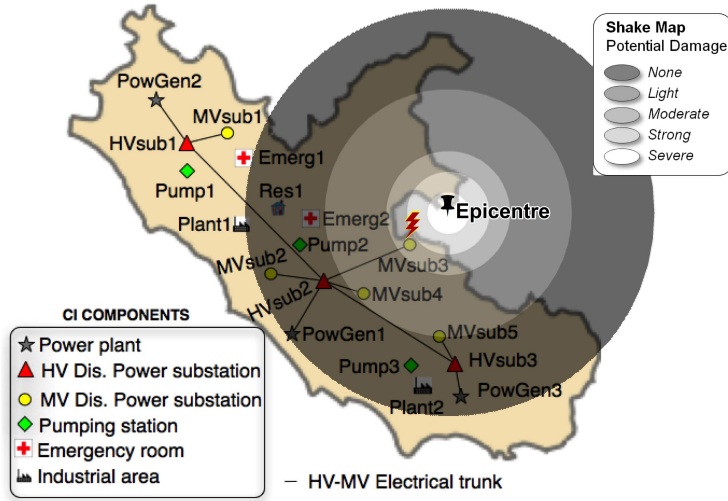 Shake Map
Potential Damage
None
Light
Moderate
Strong
Severe
PowGen2
MVsub1
HVsub1
Emerg1
Pump1
Res1
Plant1
Emerg2
Epicentre
Pump2
MVsub2
MVsub3
HVsub2
MVsub4
PowGen1
MVsub5
HVsub3
Pump3
PowGen3
Plant2
CI COMPONENTS
Power plant
HV Dis. Power substation
MV Dis. Power substation
Pumping station
Emergency room
Industrial area
– HV-MV Electrical trunk